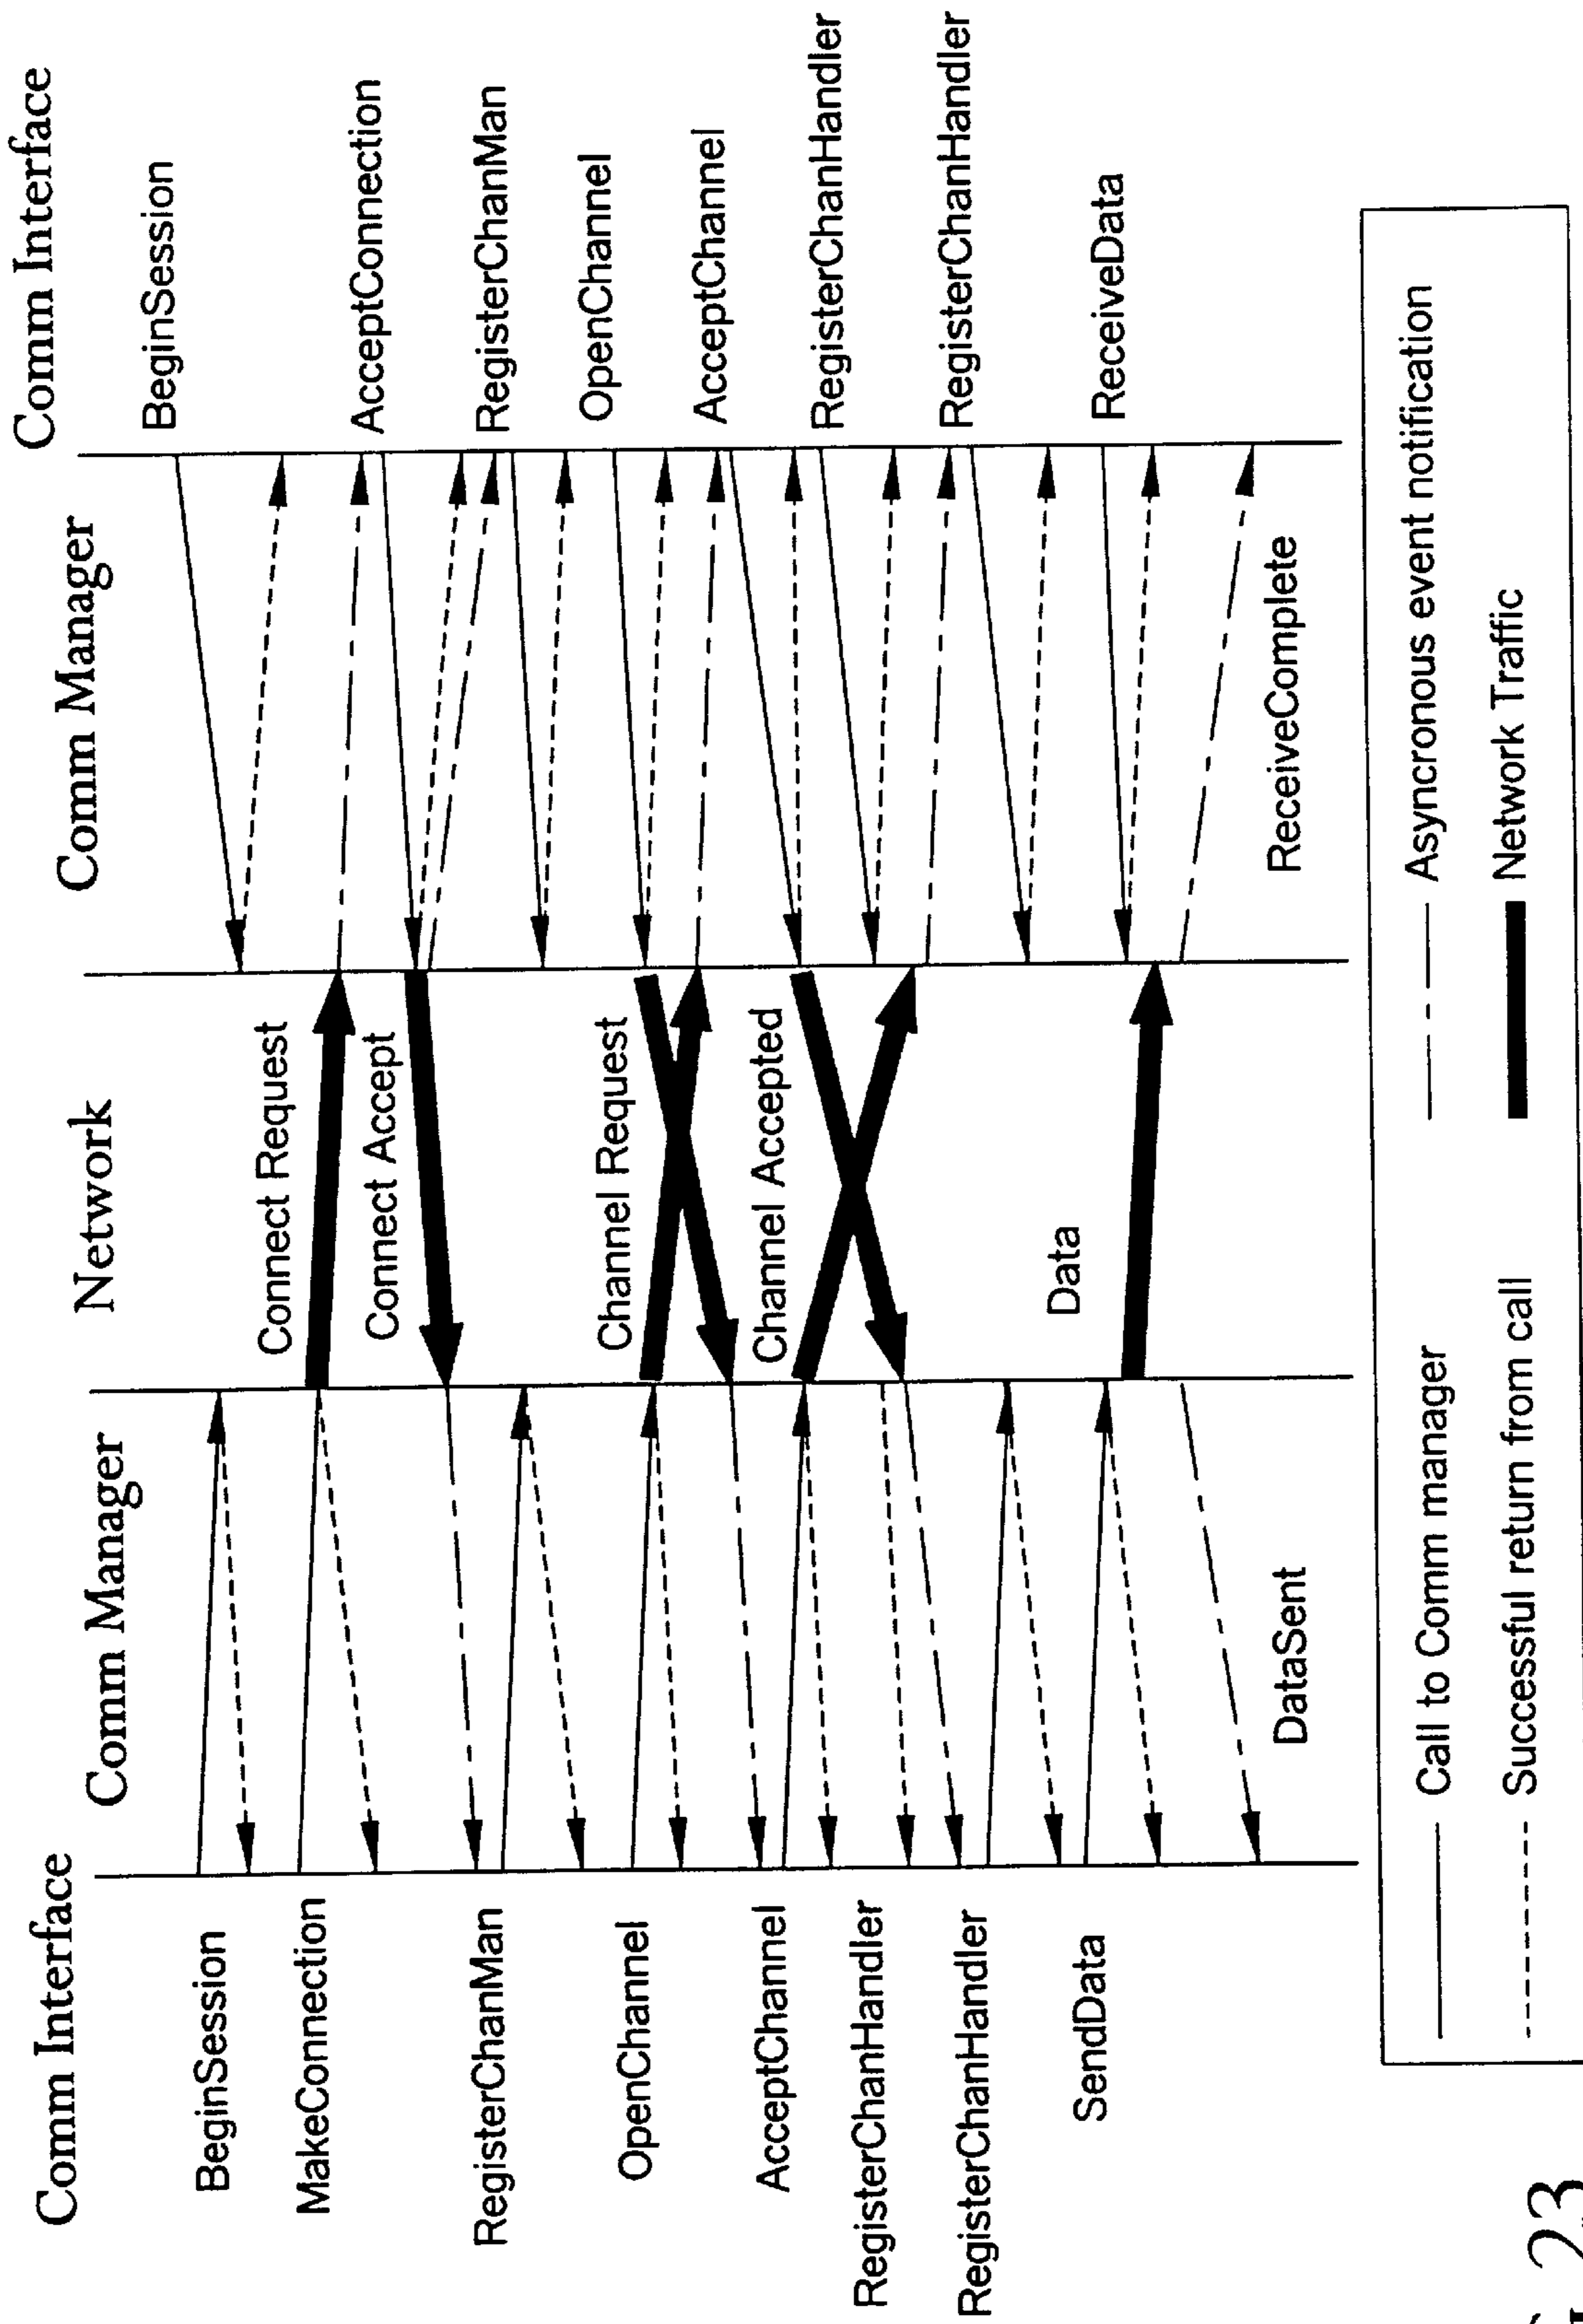 Comm Interface
Comm Manager
Network
Comm Manager
Comm Interface
BeginSession
MakeConnection
RegisterChanMan
OpenChannel
AcceptChannel
RegisterChanHandler
RegisterChanHandler
SendData
DataSent
Connect Request
Connect Accept
Channel Request
Channel Accepted
Data
ReceiveComplete
BeginSession
AcceptConnection
RegisterChanMan
OpenChannel
AcceptChannel
RegisterChanHandler
RegisterChanHandler
ReceiveData
Call to Comm manager
Asyncronous event notification
Successful return from call
Network Traffic
23